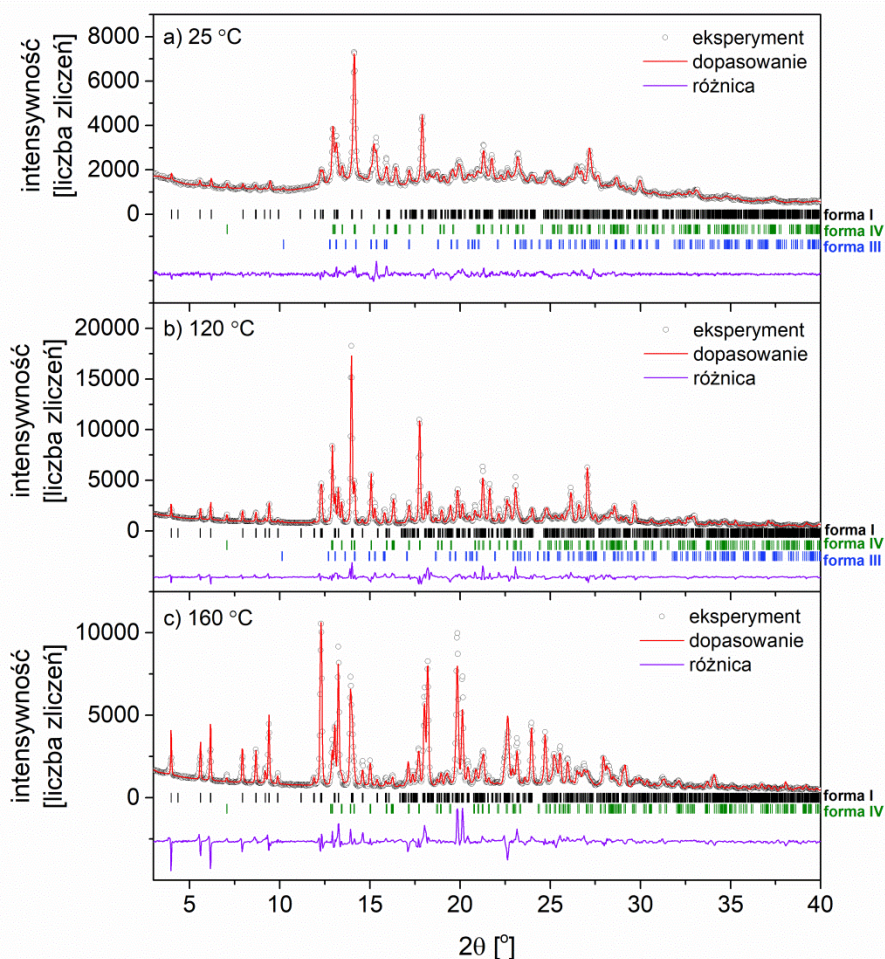 a) 25 °C
eksperyment
dopasowanie
różnica
intensywność
[liczba zliczeń]
8000
6000
4000
2000
0
forma I
forma IV
forma III
b) 120 °C
eksperyment
dopasowanie
różnica
intensywność
[liczba zliczeń]
20000
15000
10000
5000
0
forma I
forma IV
forma III
c) 160 °C
eksperyment
dopasowanie
różnica
intensywność
[liczba zliczeń]
10000
5000
0
forma I
forma IV
5 10 15 20 25 30 35 40
2θ [°]